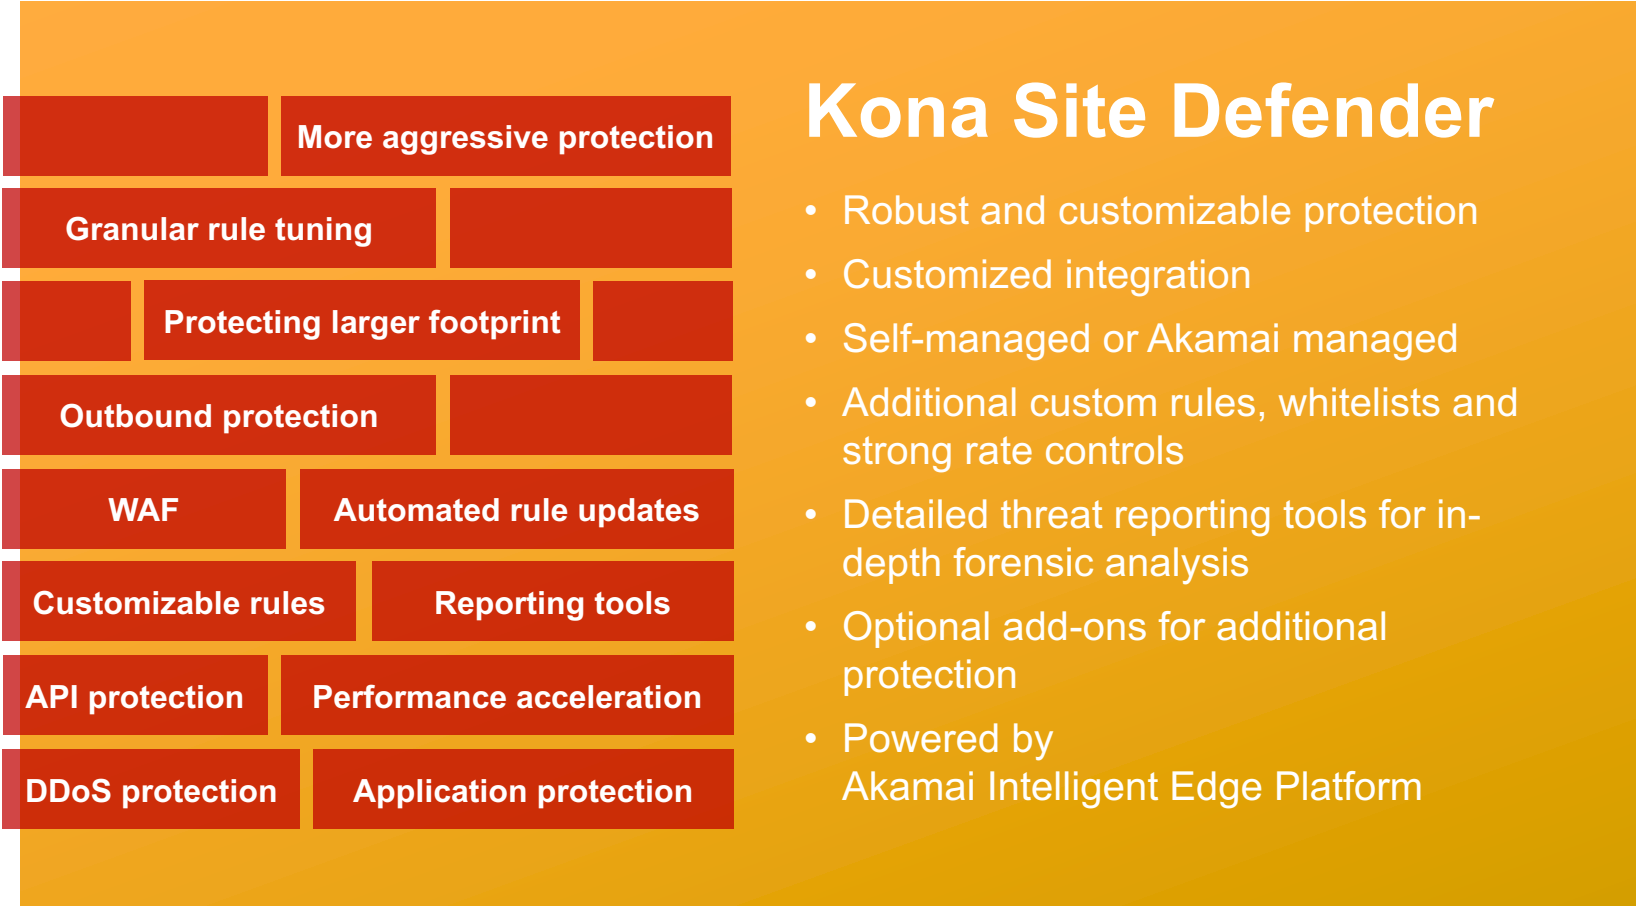 More aggressive protection
Granular rule tuning
Protecting larger footprint
Outbound protection
WAF
Automated rule updates
Customizable rules
Reporting tools
API protection
Performance acceleration
DDoS protection
Application protection
Kona Site Defender
• Robust and customizable protection
• Customized integration
• Self-managed or Akamai managed
• Additional custom rules, whitelists and
strong rate controls
• Detailed threat reporting tools for in-
depth forensic analysis
• Optional add-ons for additional
protection
• Powered by
Akamai Intelligent Edge Platform